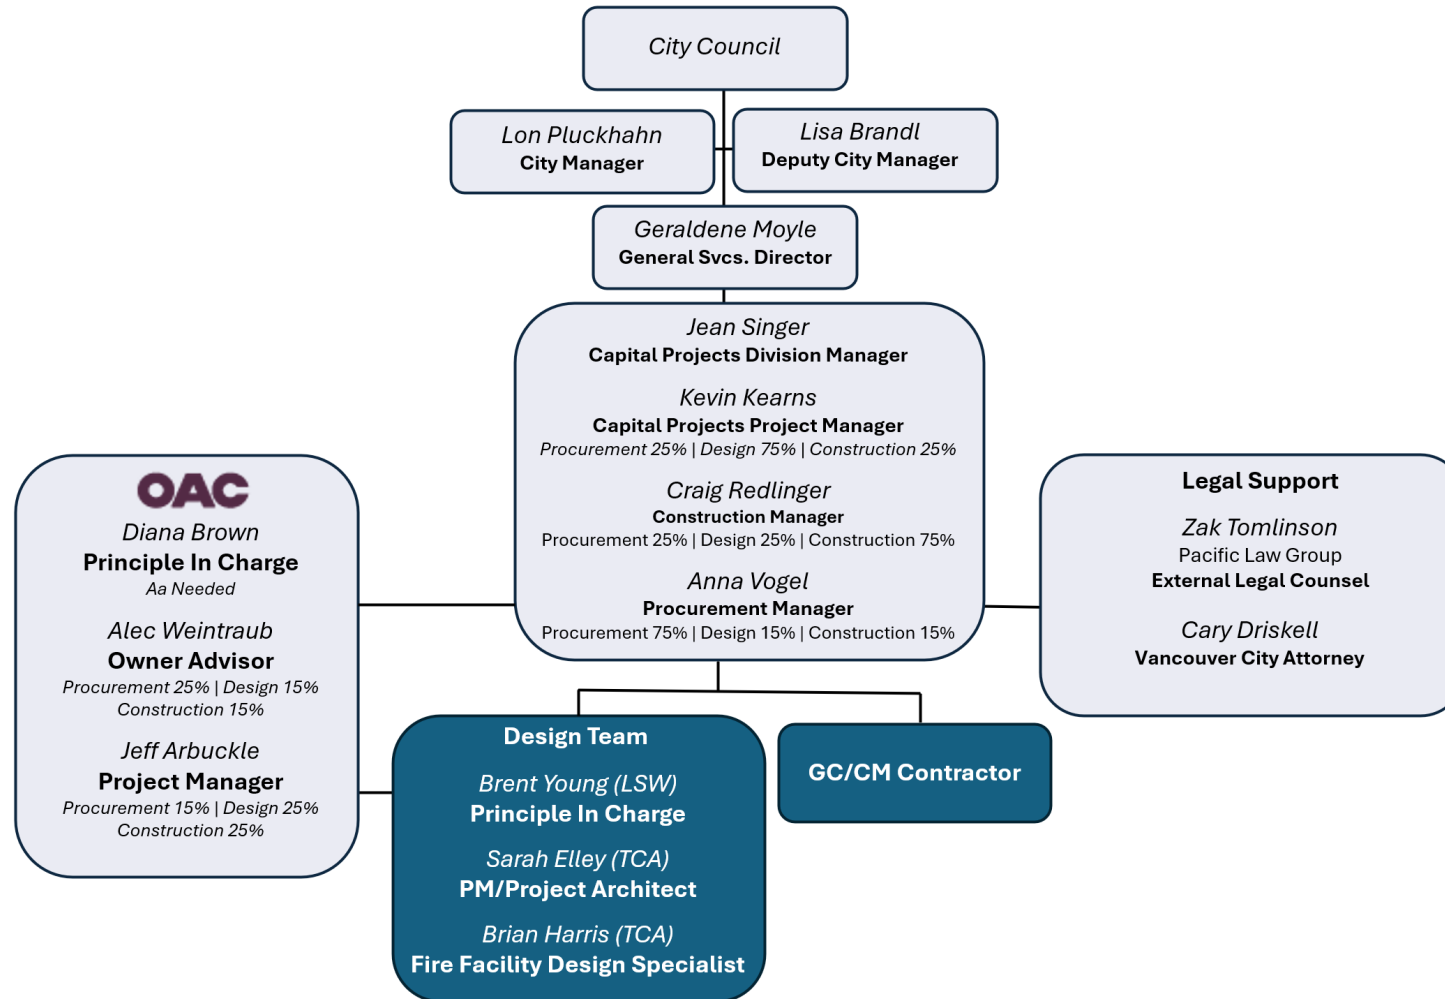 City Council
Lon Pluckhahn
City Manager
Lisa Brandl
Deputy City Manager
Geraldene Moyle
General Svcs. Director
Jean Singer
Capital Projects Division Manager
Kevin Kearns
Capital Projects Project Manager
Procurement 25% | Design 75% | Construction 25%
Craig Redlinger
Construction Manager
Procurement 25% | Design 25% | Construction 75%
Anna Vogel
Procurement Manager
Procurement 75% | Design 15% | Construction 15%
OAC
Diana Brown
Principle In Charge
Aa Needed
Alec Weintraub
Owner Advisor
Procurement 25% | Design 15%
Construction 15%
Jeff Arbuckle
Project Manager
Procurement 15% | Design 25%
Construction 25%
Legal Support
Zak Tomlinson
Pacific Law Group
External Legal Counsel
Cary Driskell
Vancouver City Attorney
Design Team
Brent Young (LSW)
Principle In Charge
Sarah Elley (TCA)
PM/Project Architect
Brian Harris (TCA)
Fire Facility Design Specialist
GC/CM Contractor